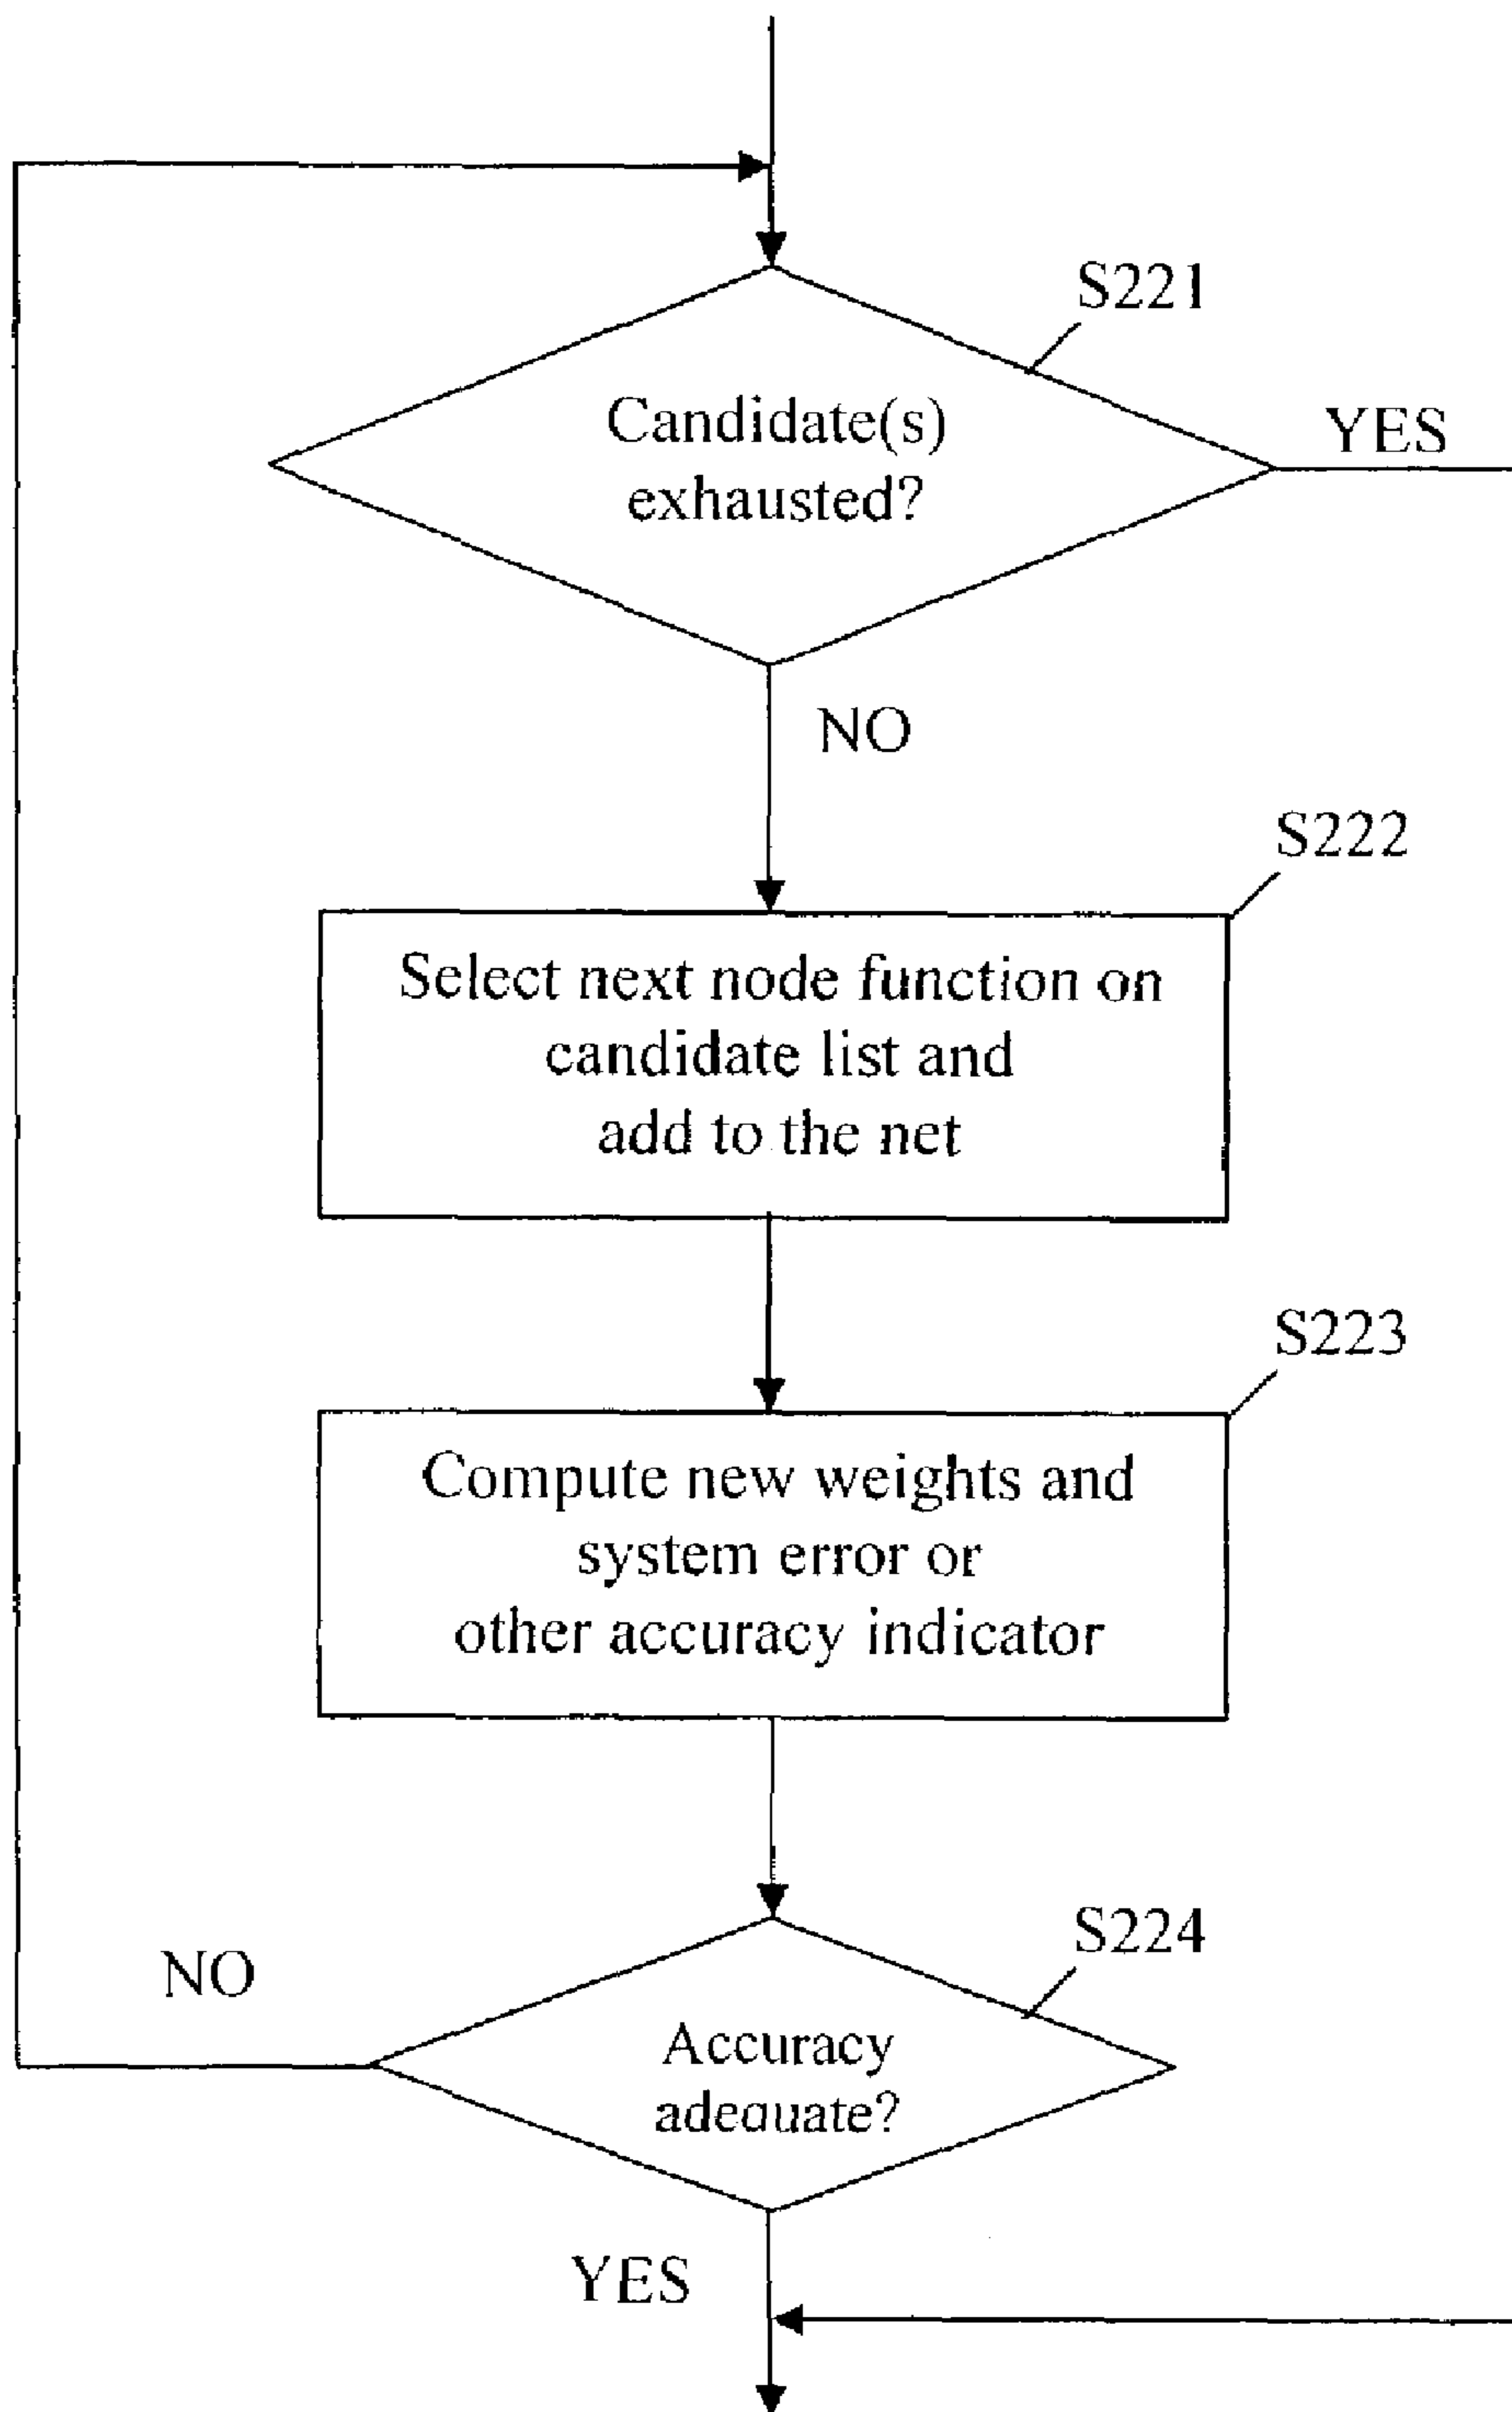 S221
Candidate(s)
exhausted?
YES
NO
S222
Select next node function on
candidate list and
add to the net
S223
Compute new weights and
system error or
other accuracy indicator
S224
NO
Accuracy
adequate?
YES